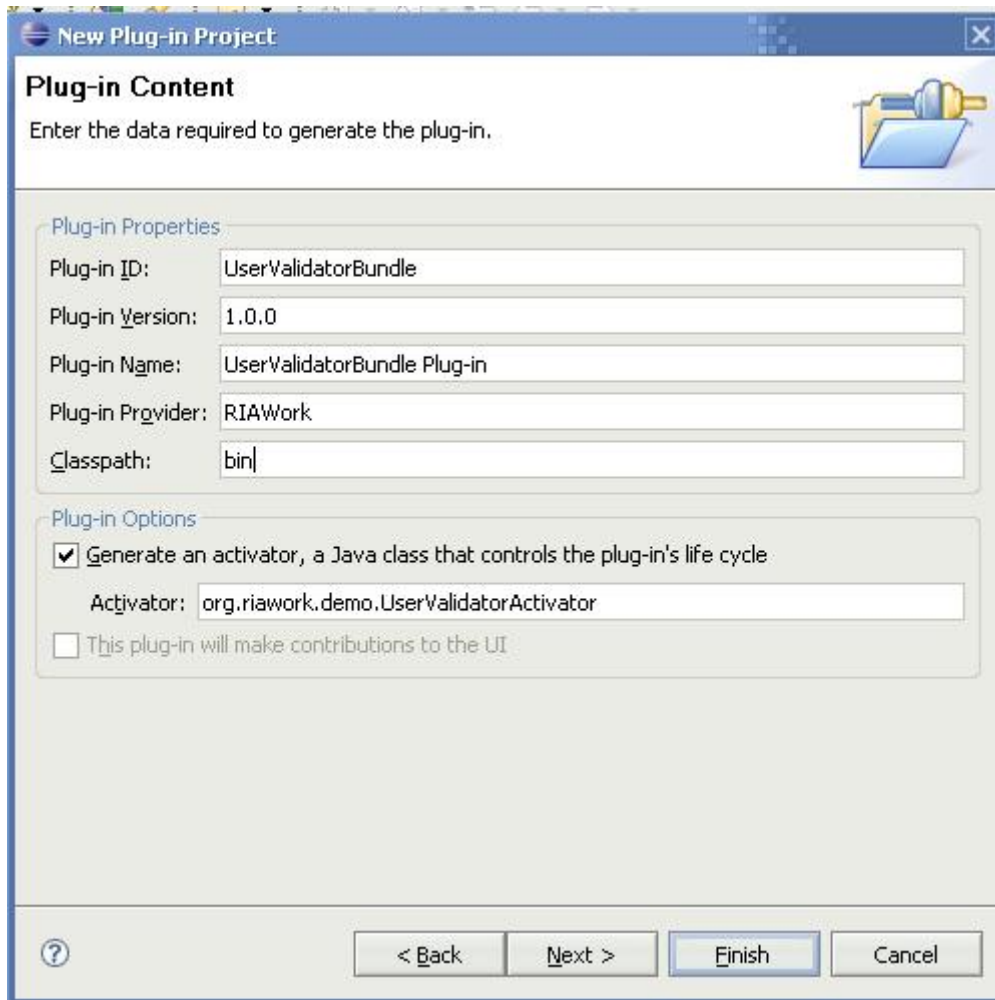 New Plug-in Project
Plug-in Content
Enter the data required to generate the plug-in.
Plug-in Properties
Plug-in ID: UserValidatorBundle
Plug-in Version: 1.0.0
Plug-in Name: UserValidatorBundle Plug-in
Plug-in Provider: RIAWork
Classpath: bin
Plug-in Options
Generate an activator, a Java class that controls the plug-in's life cycle
Activator: org.riawork.demo.UserValidatorActivator
This plug-in will make contributions to the UI
? < Back Next > Finish Cancel